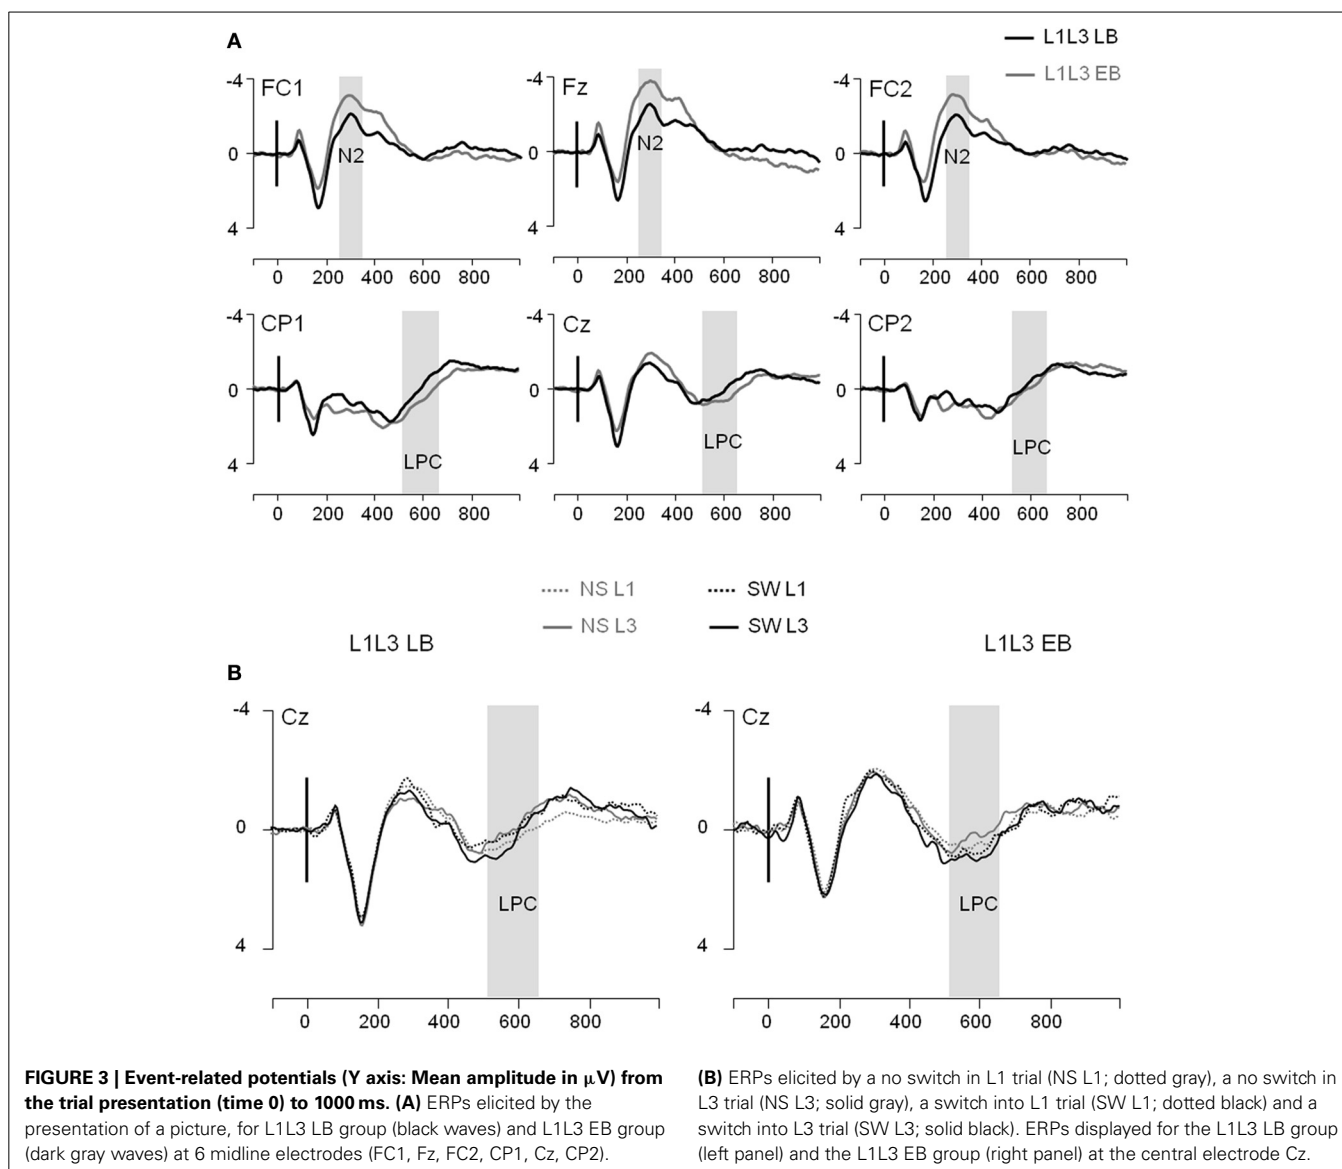 A
L1L3 LB
L1L3 EB
-4 FC1
0
4
N2
0 200 400 600 800
-4 Fz
0
4
N2
0 200 400 600 800
-4 FC2
0
4
N2
0 200 400 600 800
-4 CP1
0
4
LPC
0 200 400 600 800
-4 Cz
0
4
LPC
0 200 400 600 800
-4 CP2
0
4
LPC
0 200 400 600 800
NS L1 SW L1
NS L3 SW L3
L1L3 LB L1L3 EB
B
-4 Cz
0
4
LPC
0 200 400 600 800
-4 Cz
0
4
LPC
0 200 400 600 800
FIGURE 3 | Event-related potentials (Y axis: Mean amplitude in μV) from
the trial presentation (time 0) to 1000 ms. (A) ERPs elicited by the
presentation of a picture, for L1L3 LB group (black waves) and L1L3 EB group
(dark gray waves) at 6 midline electrodes (FC1, Fz, FC2, CP1, Cz, CP2).
(B) ERPs elicited by a no switch in L1 trial (NS L1; dotted gray), a no switch in
L3 trial (NS L3; solid gray), a switch into L1 trial (SW L1; dotted black) and a
switch into L3 trial (SW L3; solid black). ERPs displayed for the L1L3 LB group
(left panel) and the L1L3 EB group (right panel) at the central electrode Cz.